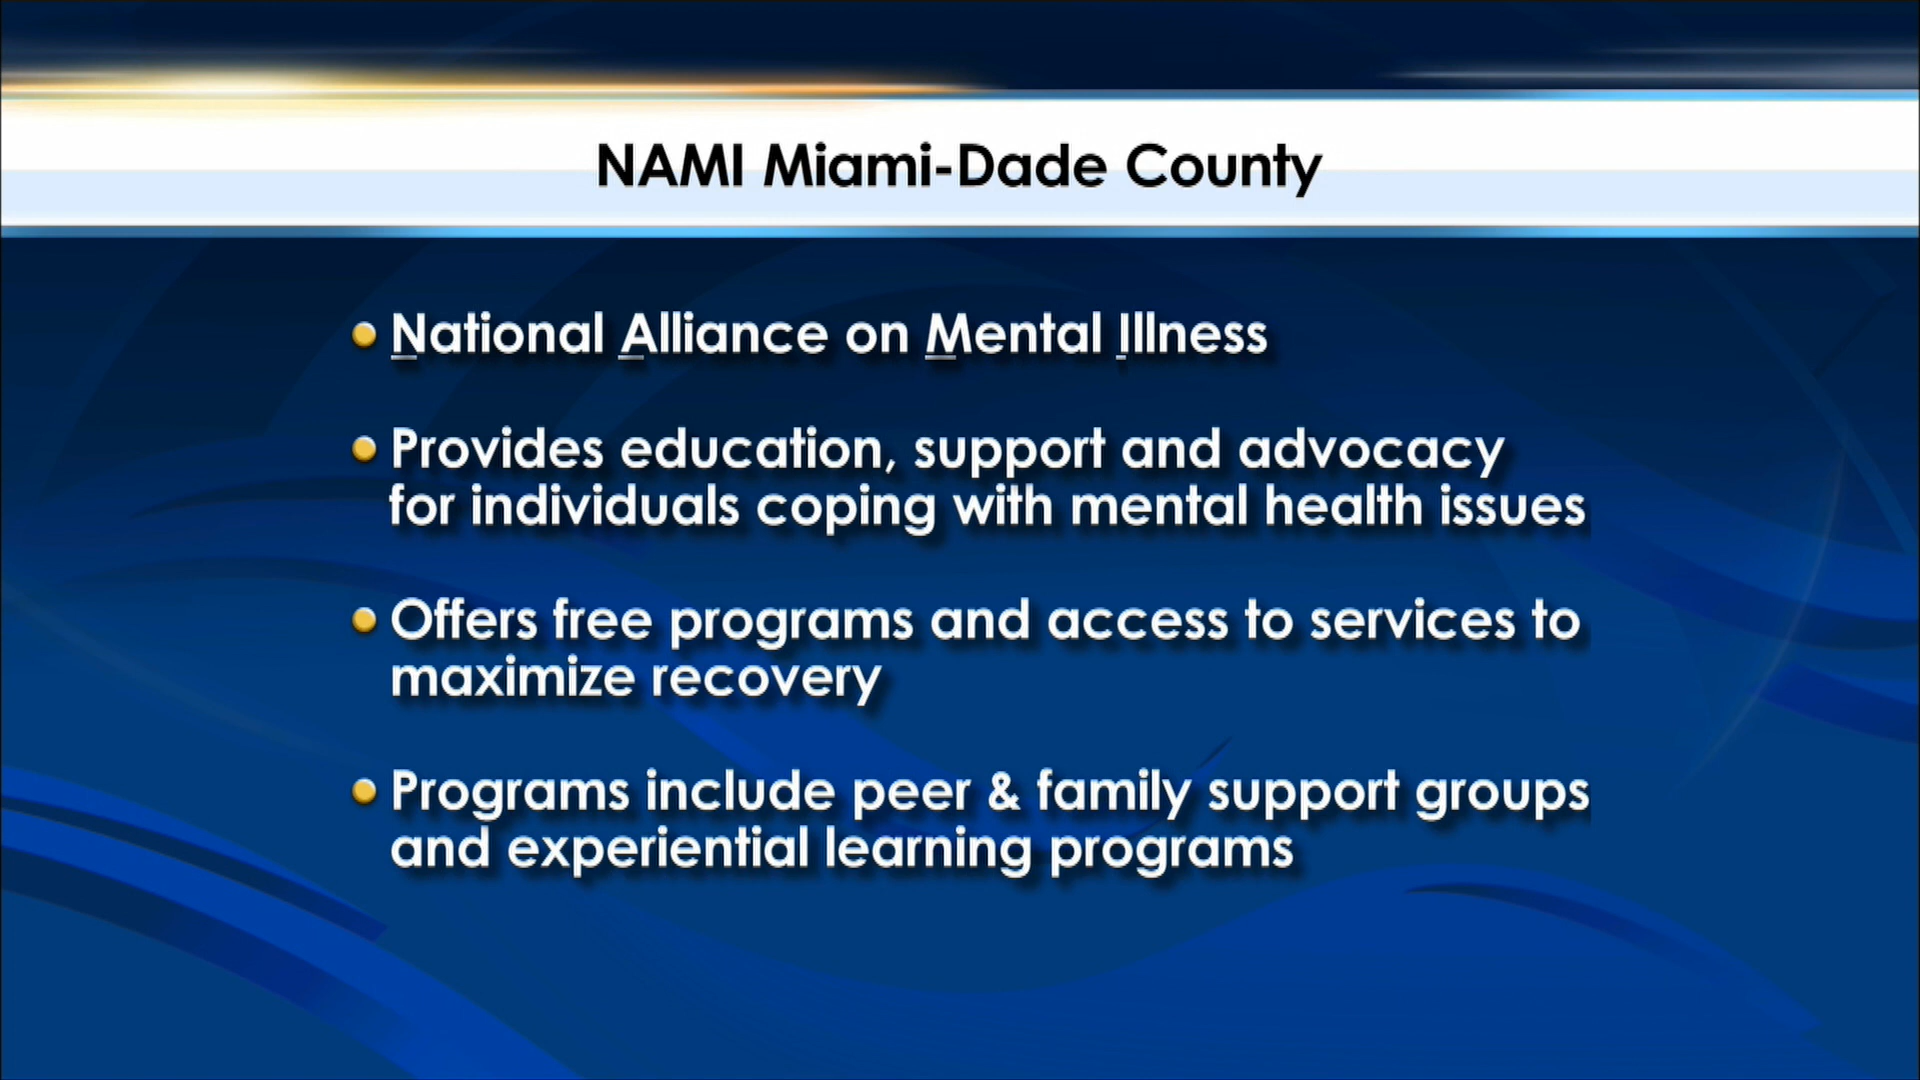 NAMI Miami-Dade County
• National Alliance on Mental Illness
• Provides education, support and advocacy
for individuals coping with mental health issues
• Offers free programs and access to services to
maximize recovery
• Programs include peer & family support groups
and experiential learning programs